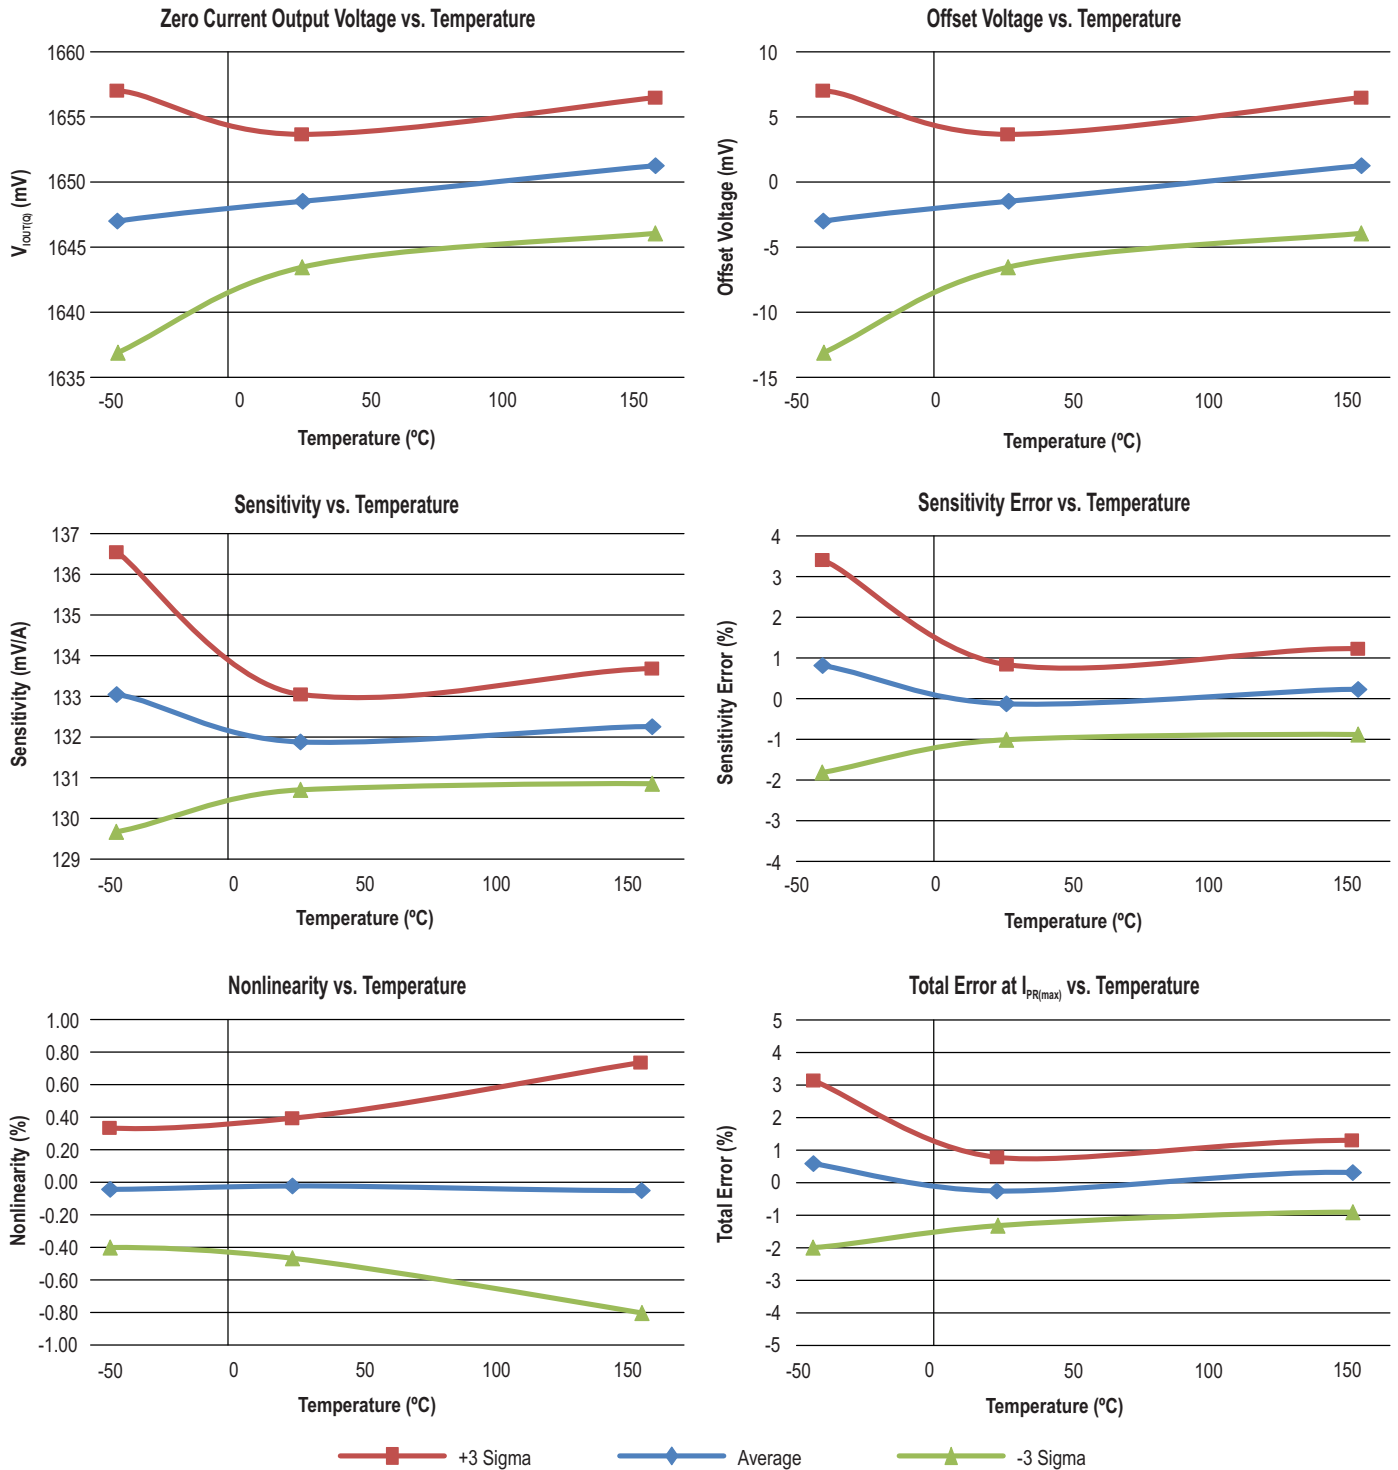 Zero Current Output Voltage vs. Temperature
1660
1655
1650
1645
1640
1635
V_IOUT(Q) (mV)
-50 0 50 100 150
Temperature (ºC)
Offset Voltage vs. Temperature
10
5
0
-5
-10
-15
Offset Voltage (mV)
-50 0 50 100 150
Temperature (ºC)
Sensitivity vs. Temperature
137
136
135
134
133
132
131
130
129
Sensitivity (mV/A)
-50 0 50 100 150
Temperature (ºC)
Sensitivity Error vs. Temperature
4
3
2
1
0
-1
-2
-3
-4
Sensitivity Error (%)
-50 0 50 100 150
Temperature (ºC)
Nonlinearity vs. Temperature
1.00
0.80
0.60
0.40
0.20
0.00
-0.20
-0.40
-0.60
-0.80
-1.00
Nonlinearity (%)
-50 0 50 100 150
Temperature (ºC)
Total Error at I_PR(max) vs. Temperature
5
4
3
2
1
0
-1
-2
-3
-4
-5
Total Error (%)
-50 0 50 100 150
Temperature (ºC)
+3 Sigma Average -3 Sigma